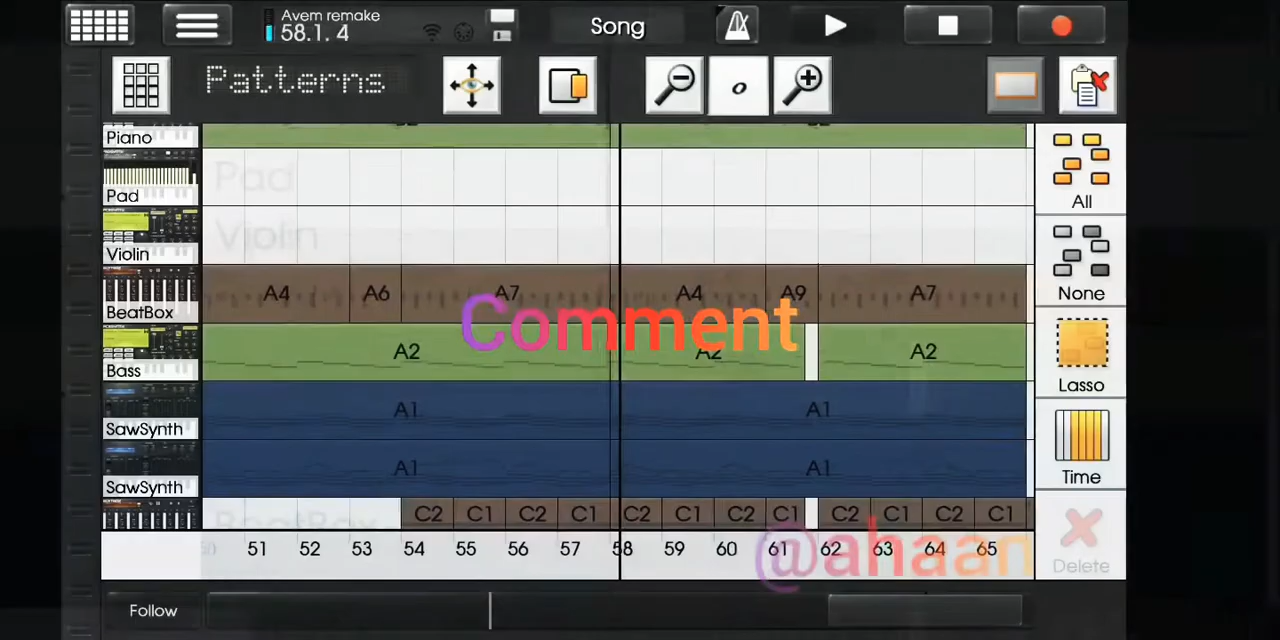 Avem remake
58.1. 4
Song
Patterns
o
Piano
Pad
Pad
Violin
Violin
BeatBox
A4 A6 A7 A4 A9 A7
Comment
Bass
A2 A2 A2
SawSynth
A1 A1
SawSynth
A1 A1
BeatBox
C2 C1 C2 C1 C2 C1 C2 C1 C2 C1 C2 C1
51 52 53 54 55 56 57 58 59 60 61 62 63 64 65
@ahaan
All
None
Lasso
Time
Delete
Follow